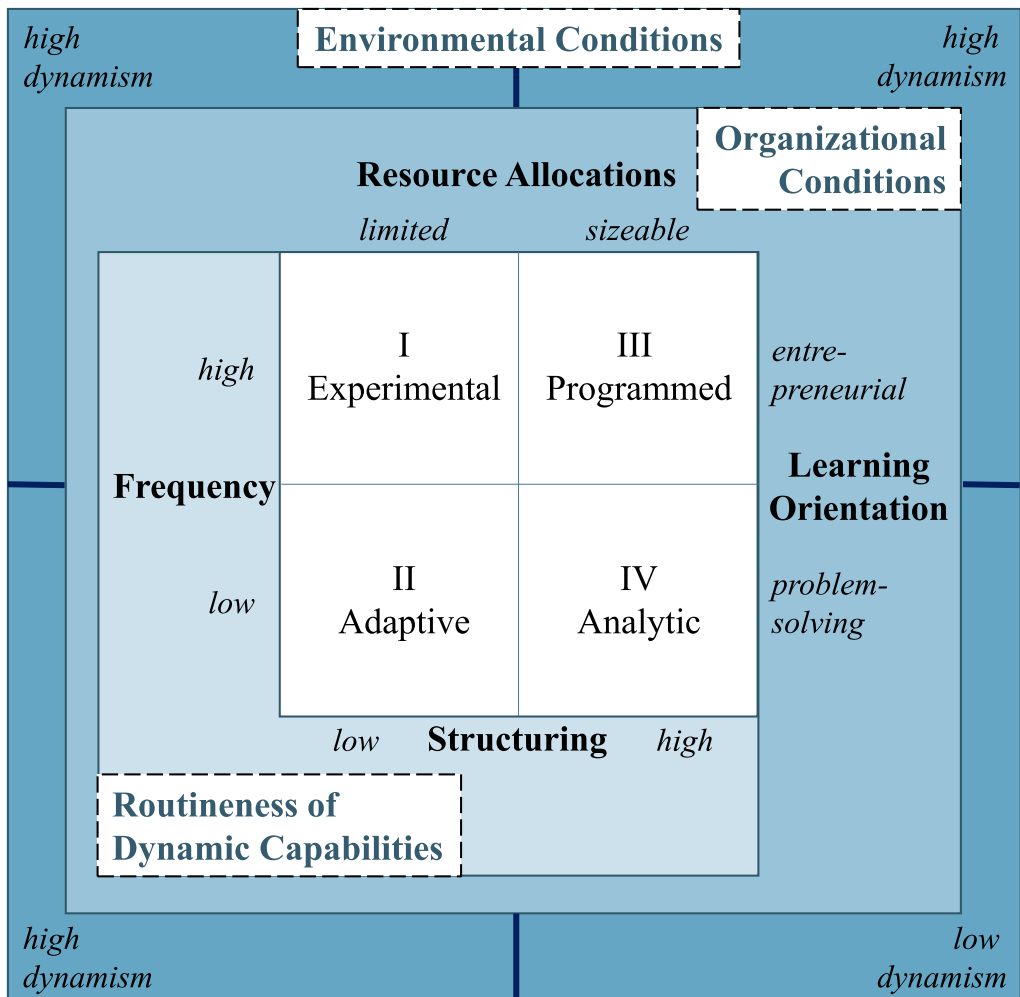 high
dynamism
Environmental Conditions
high
dynamism
Organizational
Conditions
Resource Allocations
limited
sizeable
high
I
Experimental
III
Programmed
entre-
preneurial
Frequency
Learning
Orientation
low
II
Adaptive
IV
Analytic
problem-
solving
low
Structuring
high
Routineness of
Dynamic Capabilities
high
dynamism
low
dynamism